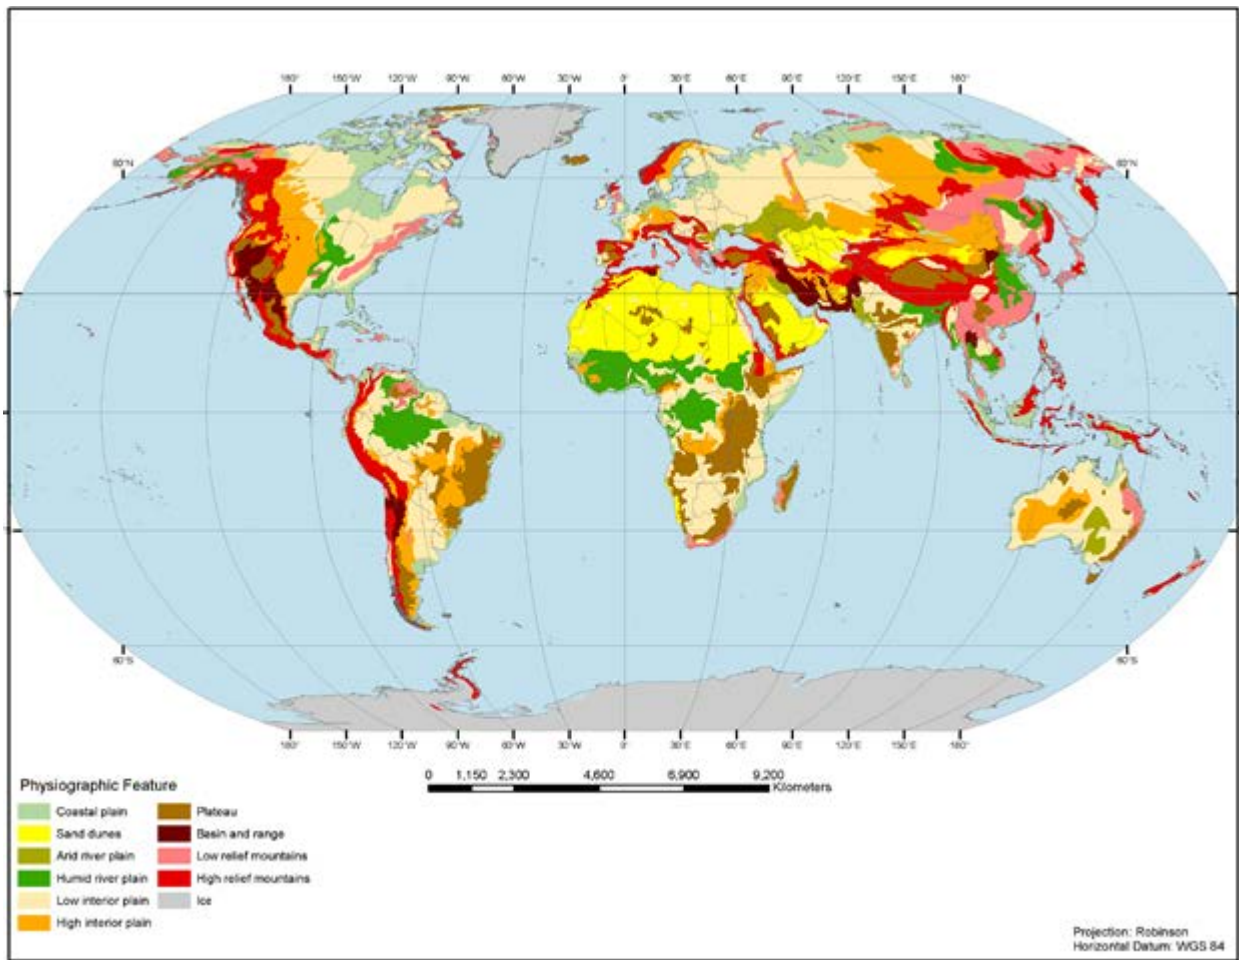 180° 150°W 120°W 90°W 60°W 30°W 0° 30°E 60°E 90°E 120°E 150°E 180°
60°N 60°N
60°S 60°S
180° 150°W 120°W 90°W 60°W 30°W 0° 30°E 60°E 90°E 120°E 150°E 180°
0 1,150 2,300 4,600 6,900 9,200
Kilometers
Physiographic Feature
Coastal plain
Sand dunes
Arid river plain
Humid river plain
Low interior plain
High interior plain
Plateau
Basin and range
Low relief mountains
High relief mountains
Ice
Projection: Robinson
Horizontal Datum: WGS 84